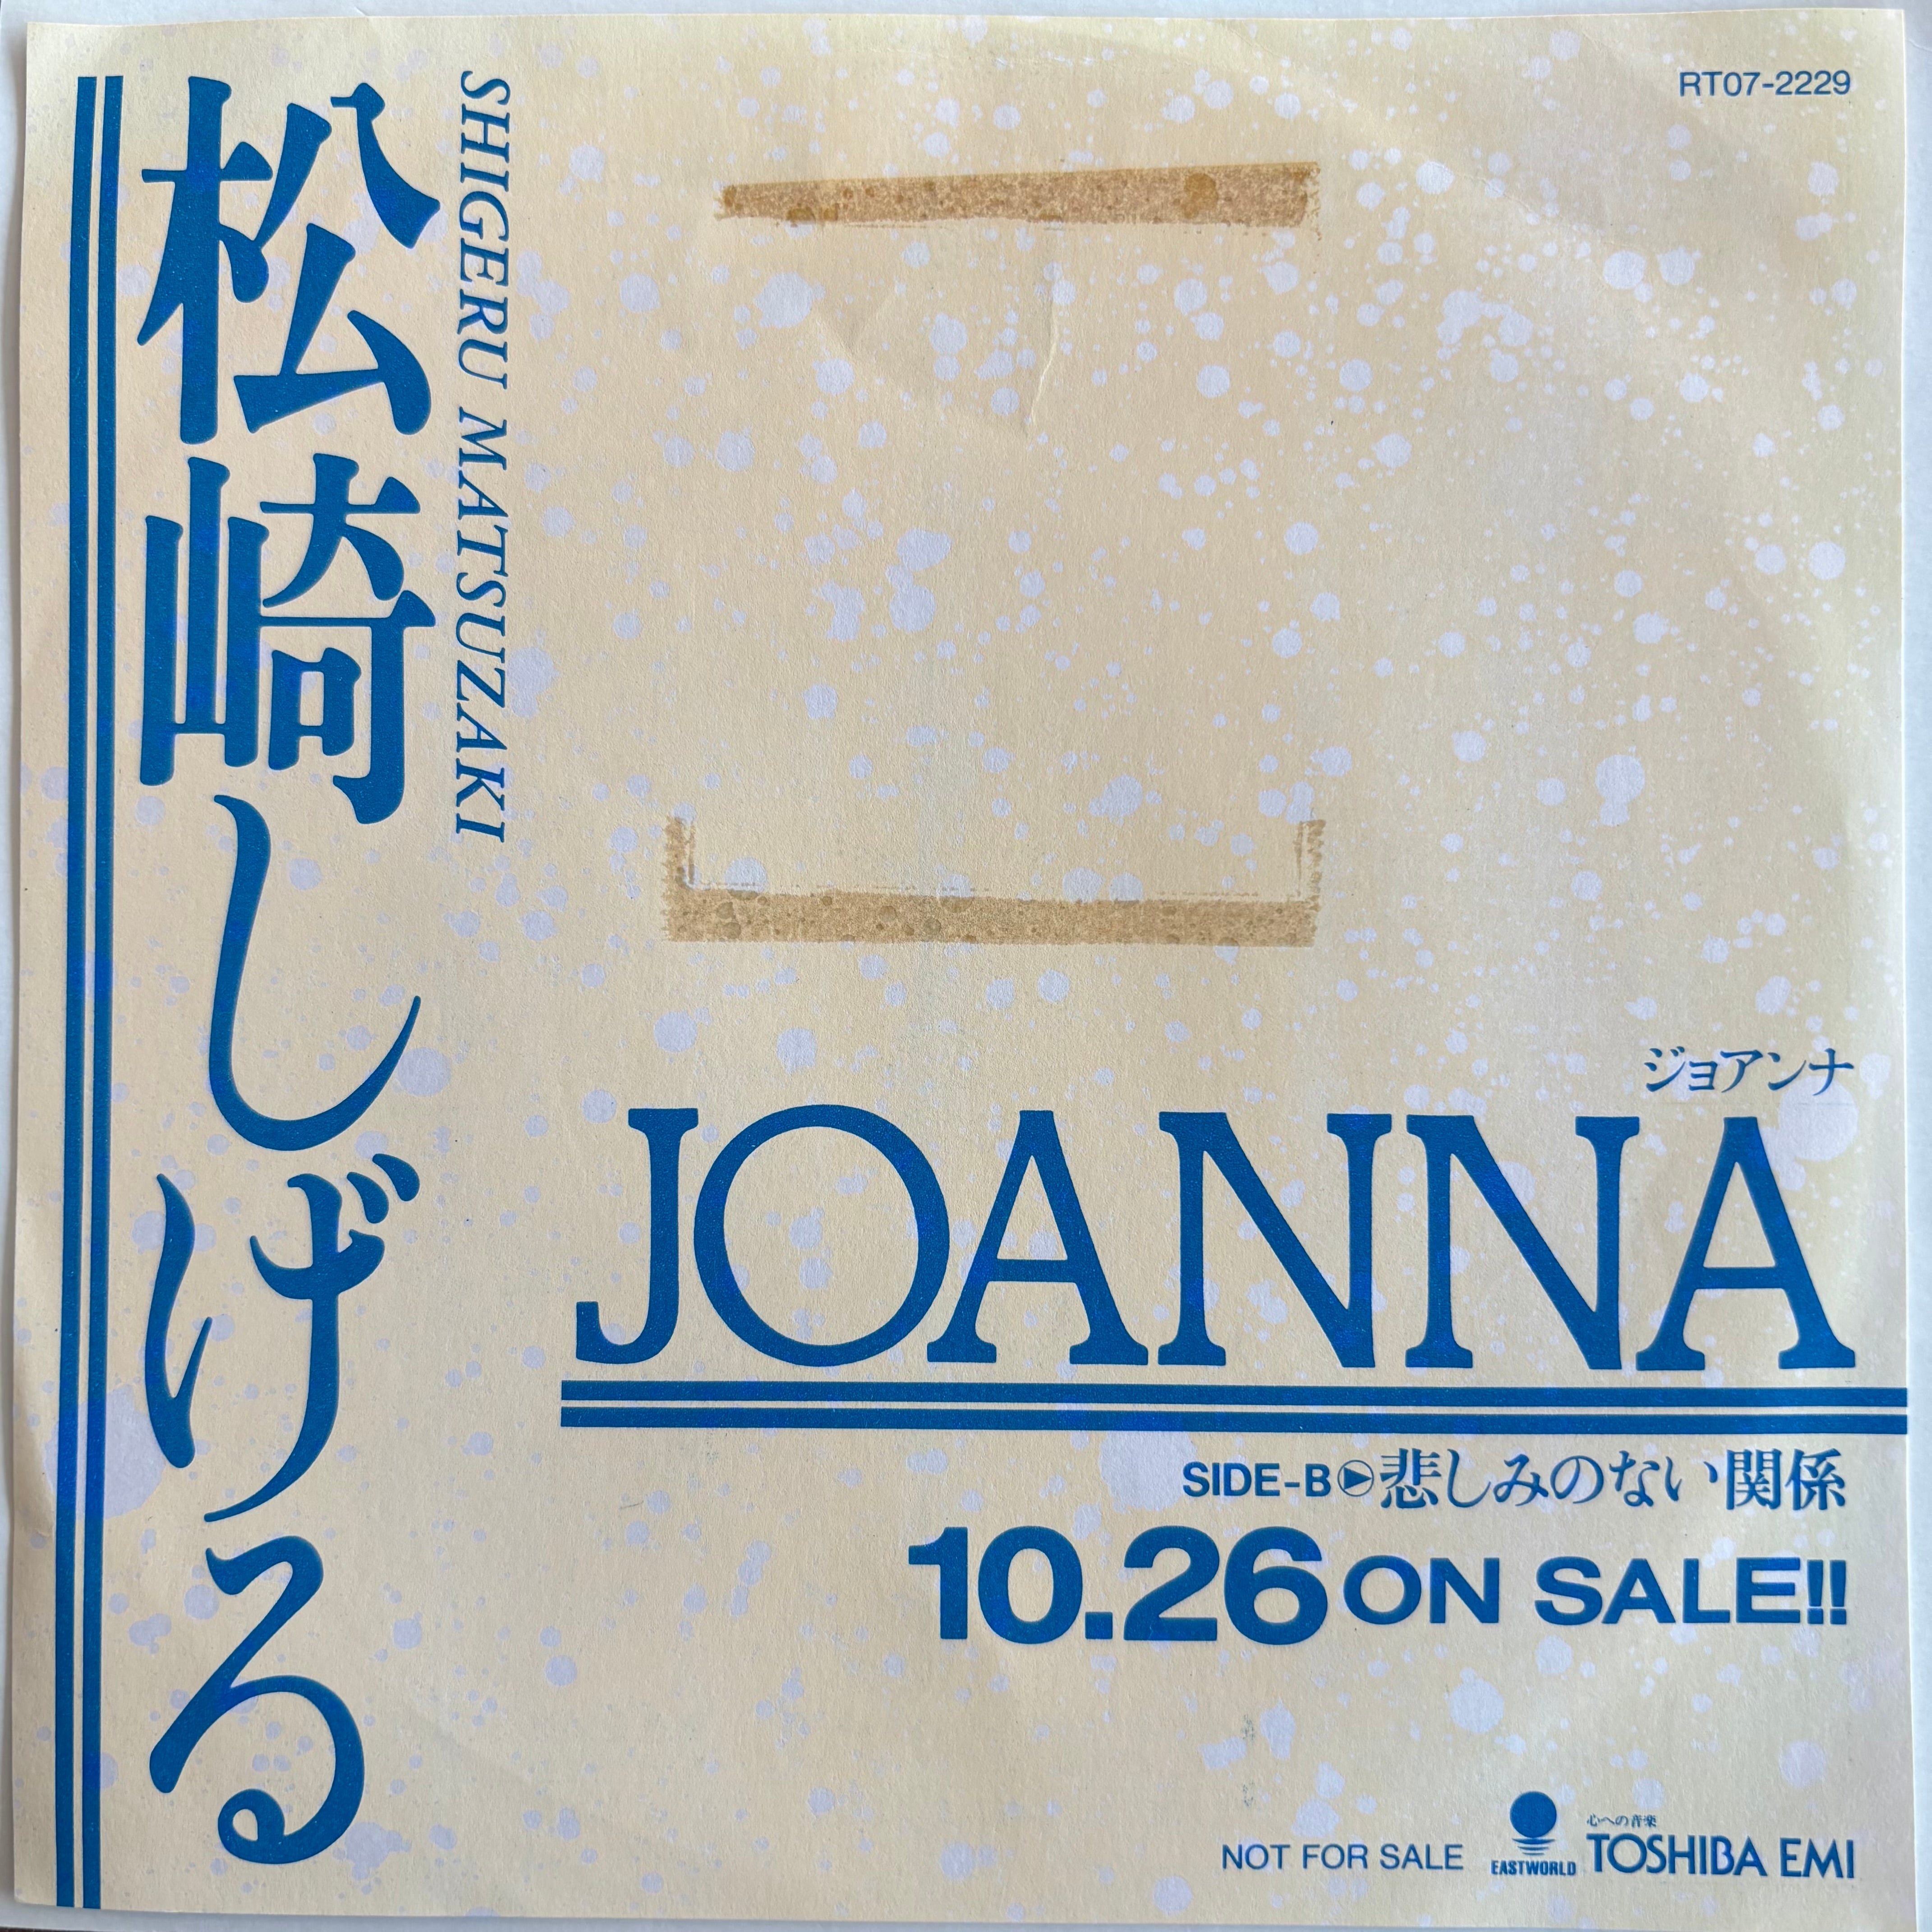 松崎しげる
SHIGERU MATSUZAKI
RT07-2229
ジョアンナ
JOANNA
SIDE-B▶悲しみのない関係
10.26 ON SALE!!
NOT FOR SALE
EASTWORLD
心への音楽
TOSHIBA EMI